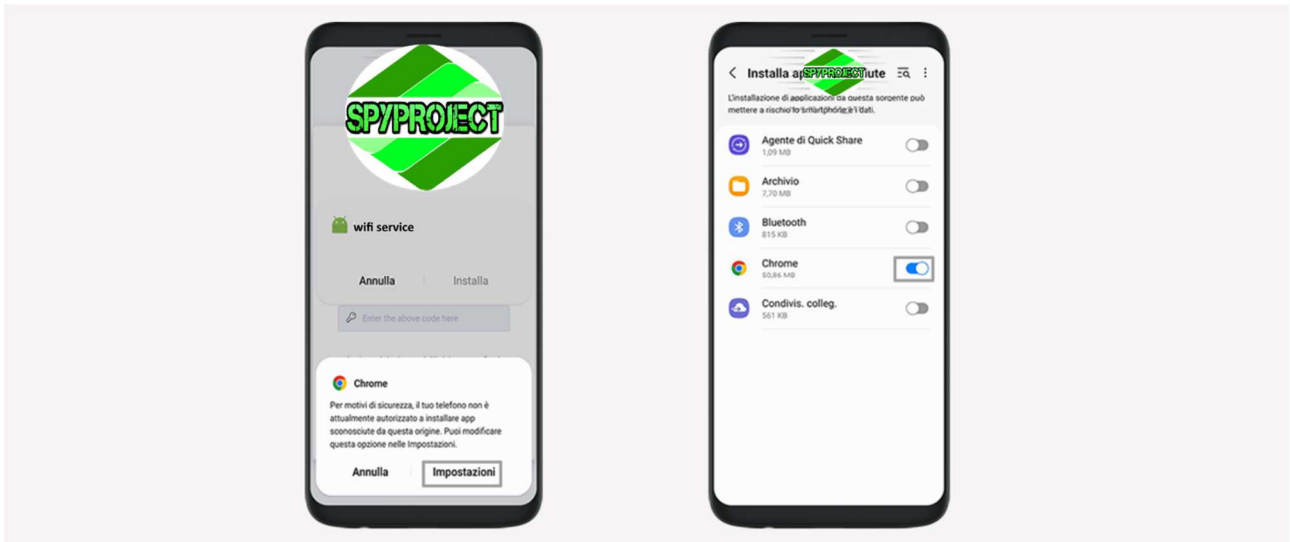 SPYPROJECT
wifi service
Annulla
Installa
Enter the above code here
Chrome
Per motivi di sicurezza, il tuo telefono non è
attualmente autorizzato a installare app
sconosciute da questa origine. Puoi modificare
questa opzione nelle Impostazioni.
Annulla
Impostazioni
Installa ap
SPYPROJECT
iute
L'installazione di applicazioni da questa sorgente può
mettere a rischio lo smartphone e i dati.
Agente di Quick Share
1,09 MB
Archivio
7,70 MB
Bluetooth
815 KB
Chrome
50,86 MB
Condivis. colleg.
561 KB